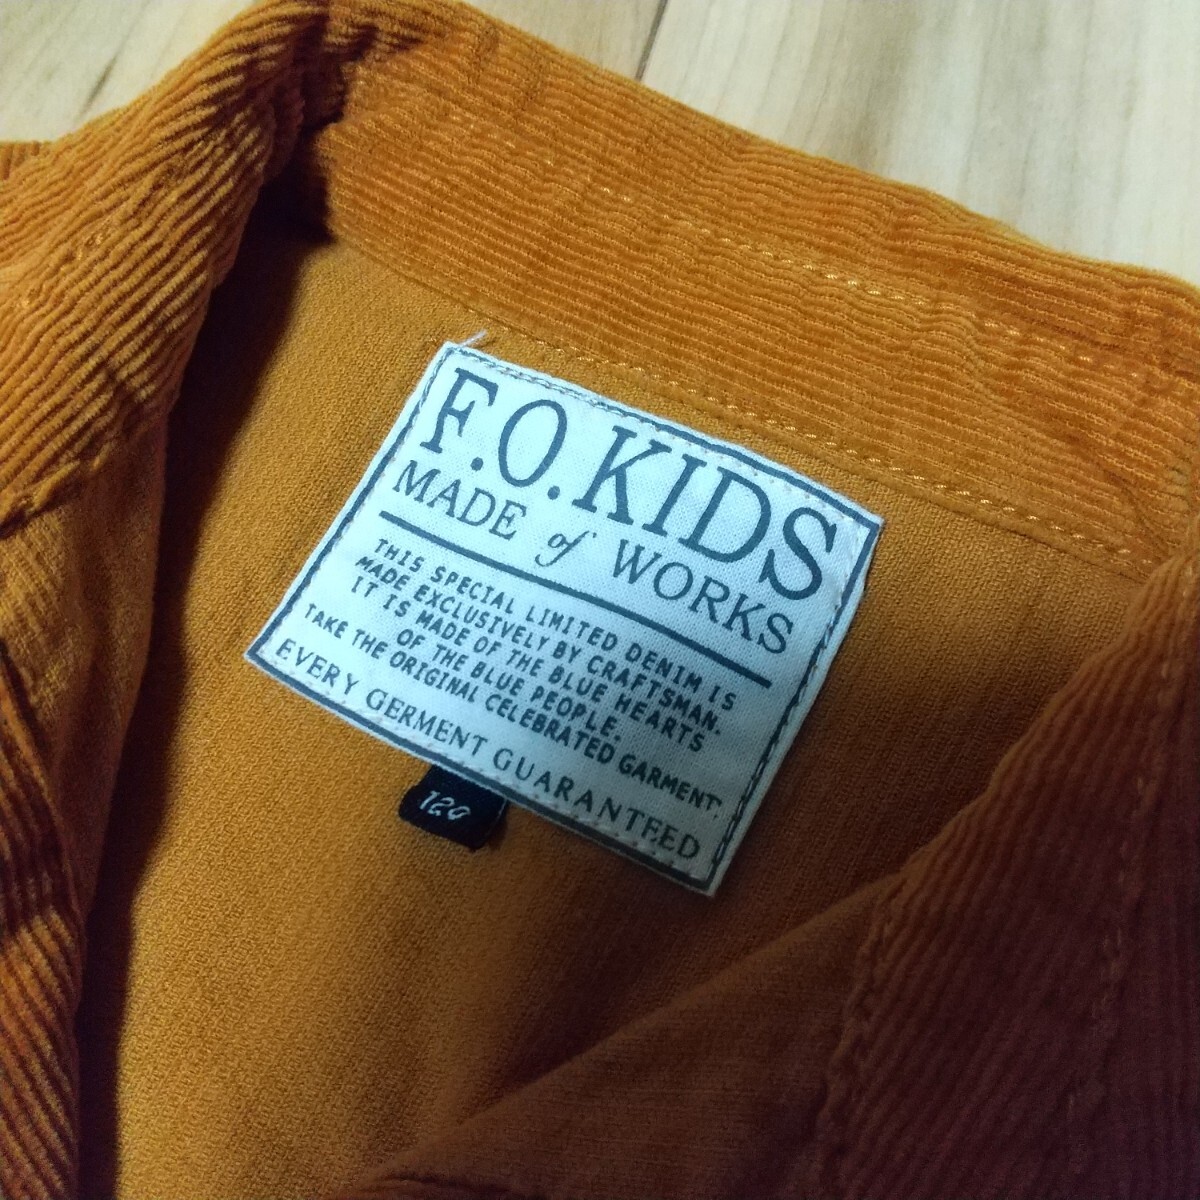 F.O.KIDS
MADE of WORKS
THIS SPECIAL LIMITED DENIM IS
MADE EXCLUSIVELY BY CRAFTSMAN.
IT IS MADE OF THE BLUE HEARTS
OF THE BLUE PEOPLE.
TAKE THE ORIGINAL CELEBRATED GARMENT.
EVERY GERMENT GUARANTEED
120